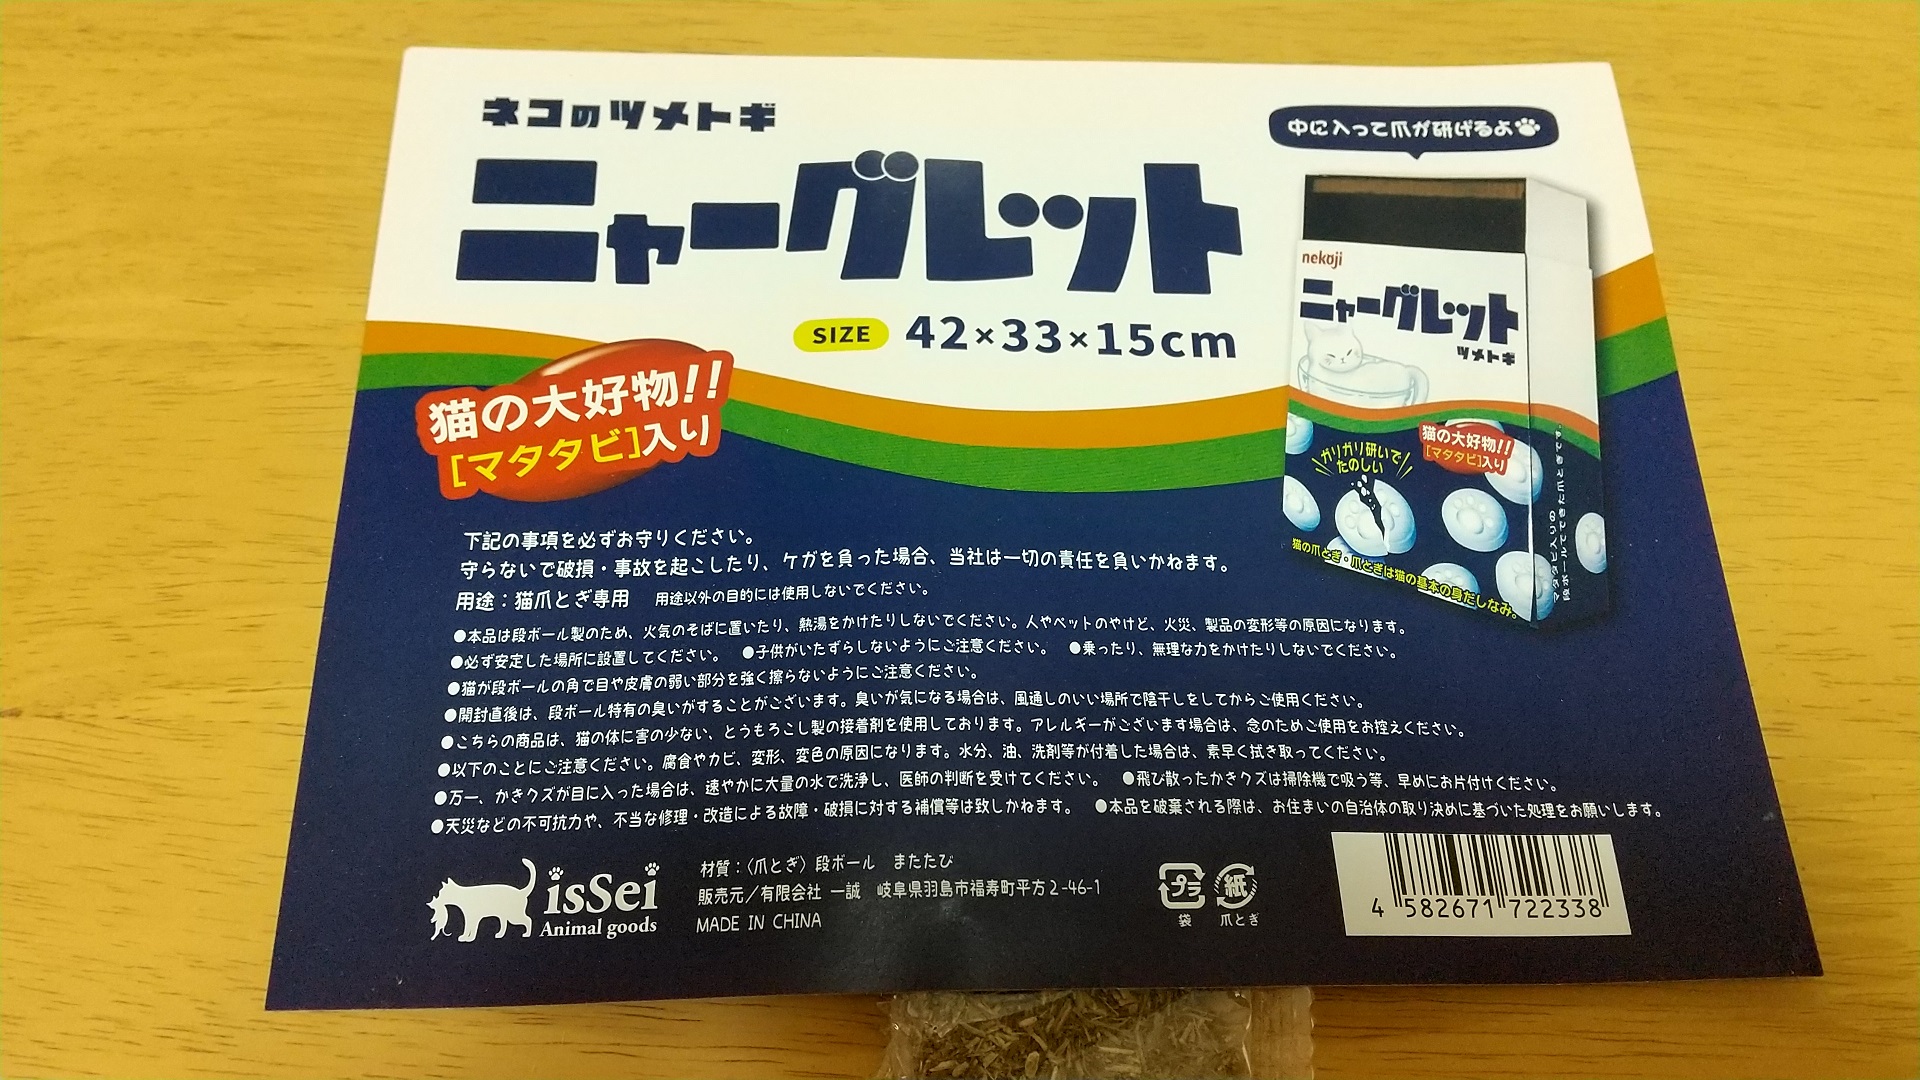 ネコのツメトギ
ニャーグレット
SIZE 42×33×15cm
中に入って爪が研げるよ
nekoji
ニャーグレット
ツメトギ
猫の大好物!!
[マタタビ]入り
ガリガリ研いで
たのしい
猫の爪とぎ・爪とぎは猫の基本の身だしなみ。
マタタビ入りの
段ボールでできた爪とぎです。
猫の大好物!!
[マタタビ]入り
下記の事項を必ずお守りください。
守らないで破損・事故を起こしたり、ケガを負った場合、当社は一切の責任を負いかねます。
用途：猫爪とぎ専用　用途以外の目的には使用しないでください。
●本品は段ボール製のため、火気のそばに置いたり、熱湯をかけたりしないでください。人やペットのやけど、火災、製品の変形等の原因になります。
●必ず安定した場所に設置してください。　●子供がいたずらしないようにご注意ください。　●乗ったり、無理な力をかけたりしないでください。
●猫が段ボールの角で目や皮膚の弱い部分を強く擦らないようにご注意ください。
●開封直後は、段ボール特有の臭いがすることがございます。臭いが気になる場合は、風通しのいい場所で陰干しをしてからご使用ください。
●こちらの商品は、猫の体に害の少ない、とうもろこし製の接着剤を使用しております。アレルギーがございます場合は、念のためご使用をお控えください。
●以下のことにご注意ください。腐食やカビ、変形、変色の原因になります。水分、油、洗剤等が付着した場合は、素早く拭き取ってください。
●万一、かきクズが目に入った場合は、速やかに大量の水で洗浄し、医師の判断を受けてください。　●飛び散ったかきクズは掃除機で吸う等、早めにお片付けください。
●天災などの不可抗力や、不当な修理・改造による故障・破損に対する補償等は致しかねます。　●本品を破棄される際は、お住まいの自治体の取り決めに基づいた処理をお願いします。
isSei
Animal goods
材質：〈爪とぎ〉段ボール　またたび
販売元／有限会社 一誠　岐阜県羽島市福寿町平方2-46-1
MADE IN CHINA
プラ
袋
紙
爪とぎ
4 582671 722338